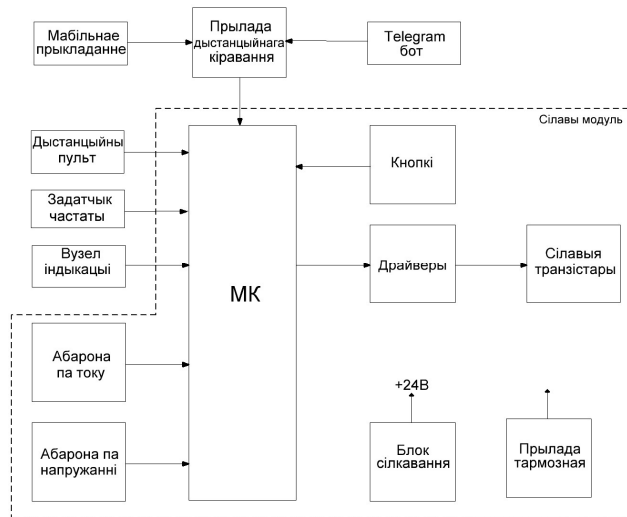 Мабільнае
прыкладанне
Прылада
дыстанцыйнага
кіравання
Telegram
бот
Сілавы модуль
Дыстанцыйны
пульт
Кнопкі
Задатчык
частаты
Вузел
індыкацыі
МК
Драйверы
Сілавыя
транзістары
Абарона
па току
+24В
Абарона па
напружанні
Блок
сілкавання
Прылада
тармозная